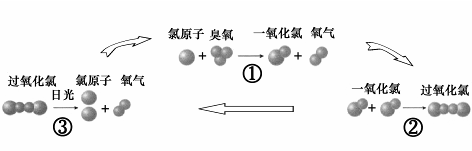 氯原子 臭氧 一氧化氯 氧气
+ +
①
过氧化氯 氯原子 氧气
日光
+
③
一氧化氯 过氧化氯
+
②